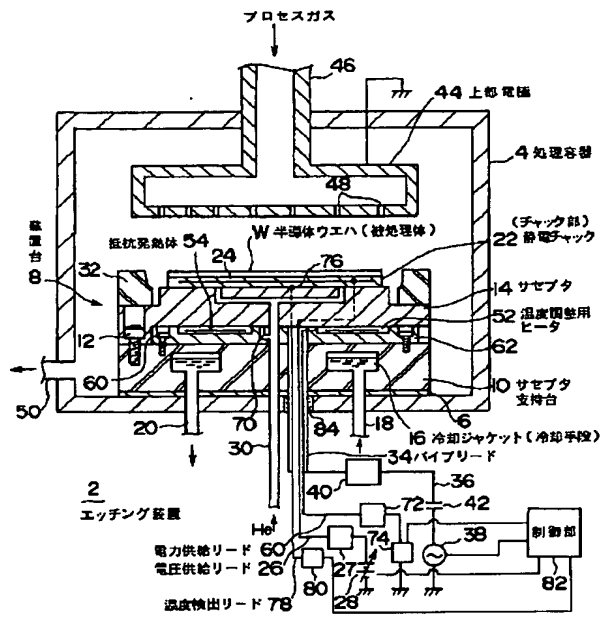 プロセスガス
46
44 上部電極
4 処理容器
48
W 半導体ウエハ(被処理体)
(チャック部)
22 静電チャック
抵抗発熱体 54
24
76
載置台
8
32
14 サセプタ
52 温度調整用
ヒータ
12
62
60
10 サセプタ
支持台
50
70
6
20
84
18
16 冷却ジャケット(冷却手段)
30
34 パイプリード
36
40
42
2
エッチング装置
72
38
制御部
82
He
74
電力供給リード 60
電圧供給リード 26
27
28
80
温度検出リード 78